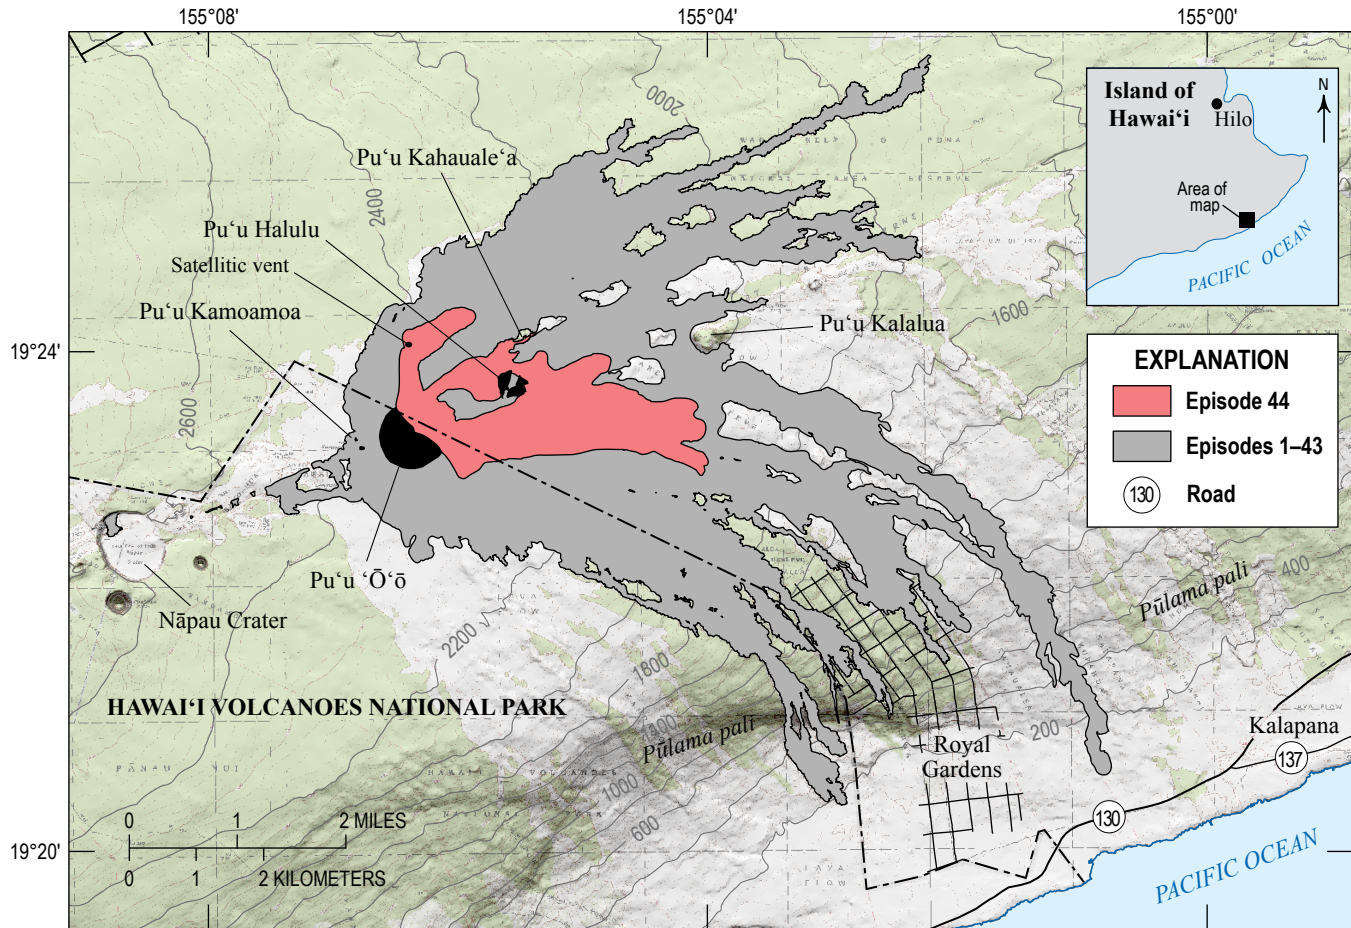 155°08'
155°04'
155°00'
Island of
Hawai‘i
N
Hilo
Area of
map
PACIFIC OCEAN
2000
Pu‘u Kahauale‘a
2400
Pu‘u Halulu
Satellitic vent
Pu‘u Kamoamoa
Pu‘u Kalalua
1600
19°24'
EXPLANATION
Episode 44
Episodes 1–43
130
Road
2600
Pu‘u ‘Ō‘ō
Nāpau Crater
2200
1800
400
Pūlama pali
HAWAI‘I VOLCANOES NATIONAL PARK
Pūlama pali
200
Royal
Gardens
Kalapana
137
1000
600
130
0 1 2 MILES
0 1 2 KILOMETERS
19°20'
PACIFIC OCEAN